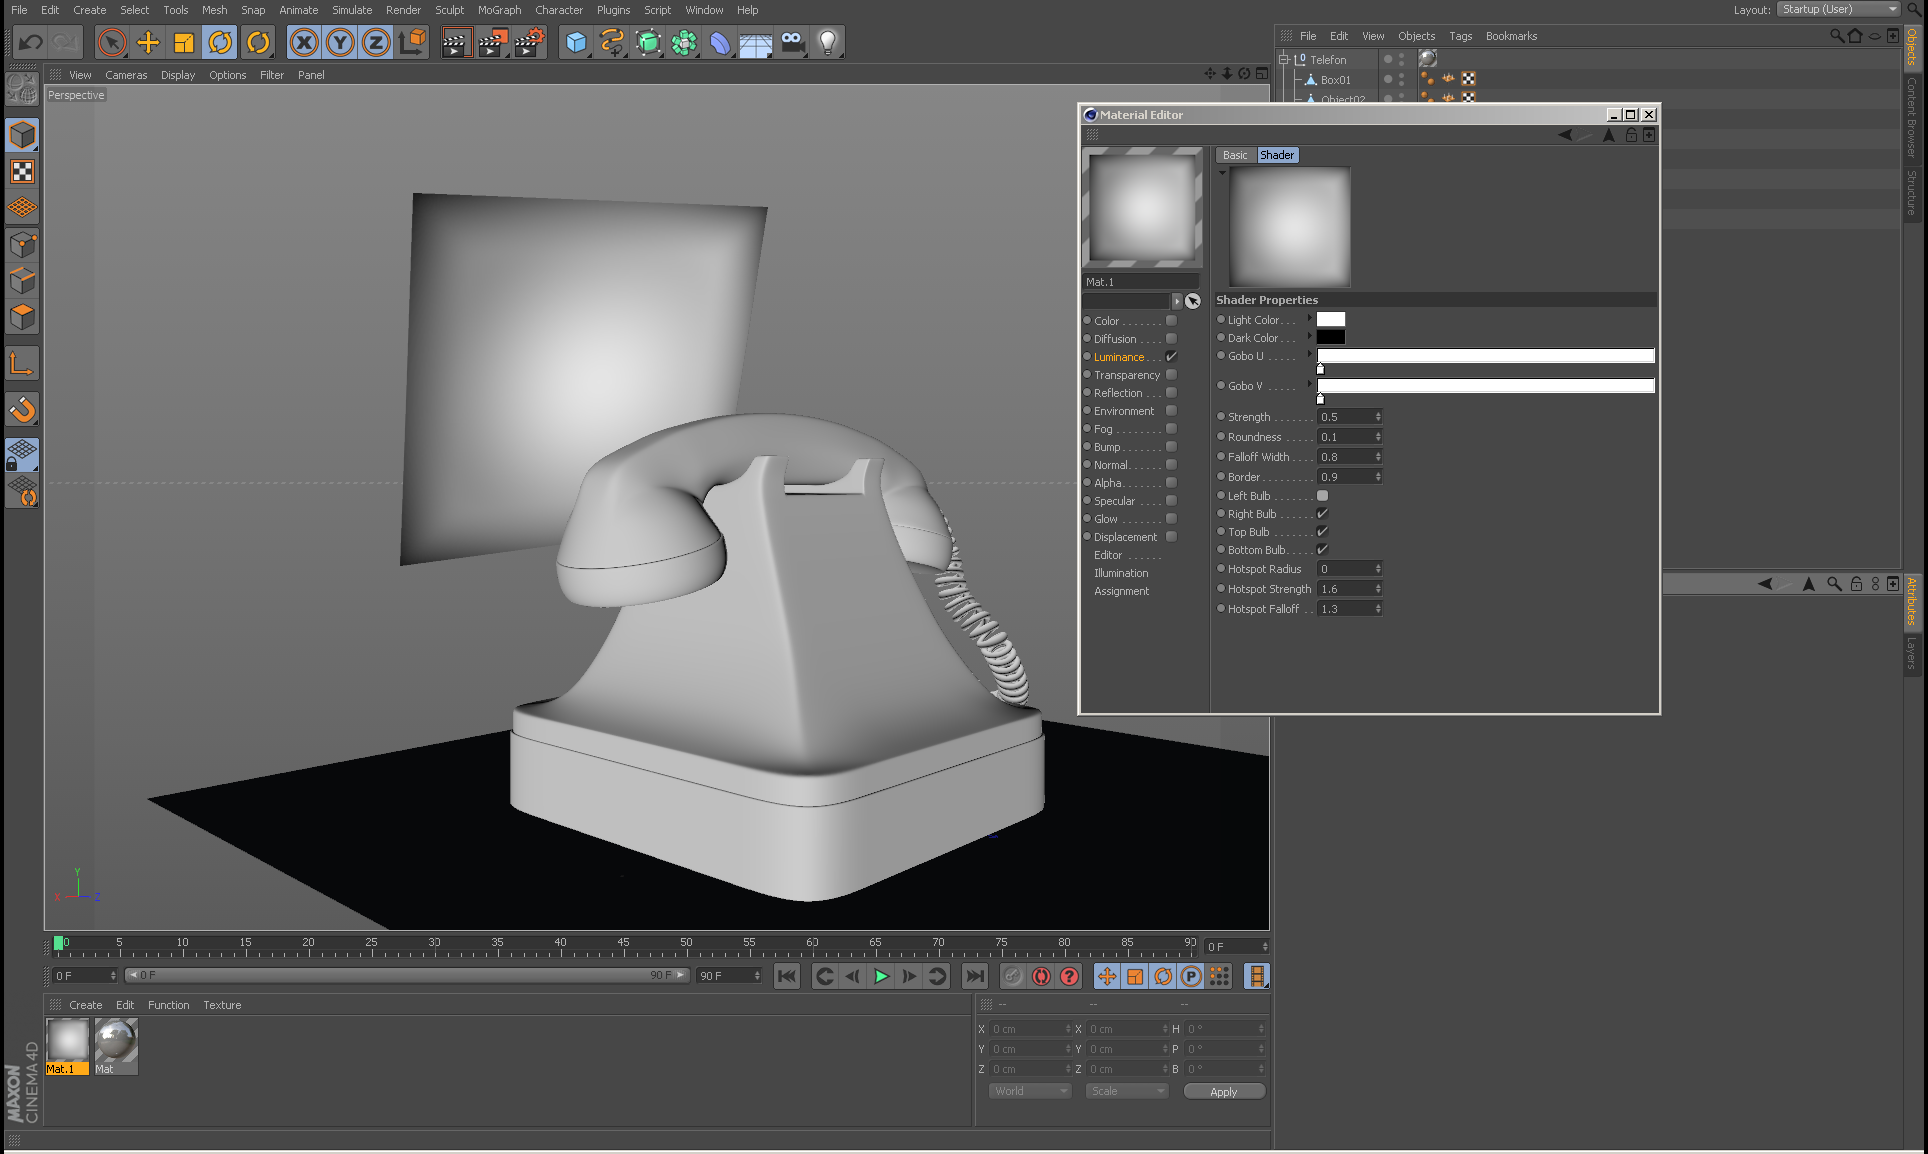 File Edit Create Select Tools Mesh Snap Animate Simulate Render Sculpt MoGraph Character Plugins Script Window Help
Layout: Startup (User)
X Y Z
File Edit View Objects Tags Bookmarks
Objects
Content Browser
Structure
Telefon
Box01
Object02
View Cameras Display Options Filter Panel
Perspective
Material Editor
Basic Shader
Mat.1
Shader Properties
Color
Diffusion
Luminance
Transparency
Reflection
Environment
Fog
Bump
Normal
Alpha
Specular
Glow
Displacement
Editor
Illumination
Assignment
Light Color
Dark Color
Gobo U
Gobo V
Strength 0.5
Roundness 0.1
Falloff Width 0.8
Border 0.9
Left Bulb
Right Bulb
Top Bulb
Bottom Bulb
Hotspot Radius 0
Hotspot Strength 1.6
Hotspot Falloff 1.3
Attributes
Layers
Y
X Z
0 5 10 15 20 25 30 35 40 45 50 55 60 65 70 75 80 85 90
0 F
0 F 0 F 90 F 90 F
P
Create Edit Function Texture
-- -- --
Mat.1 Mat
X 0 cm X 0 cm H 0 °
Y 0 cm Y 0 cm P 0 °
Z 0 cm Z 0 cm B 0 °
World Scale Apply
MAXON
CINEMA 4D